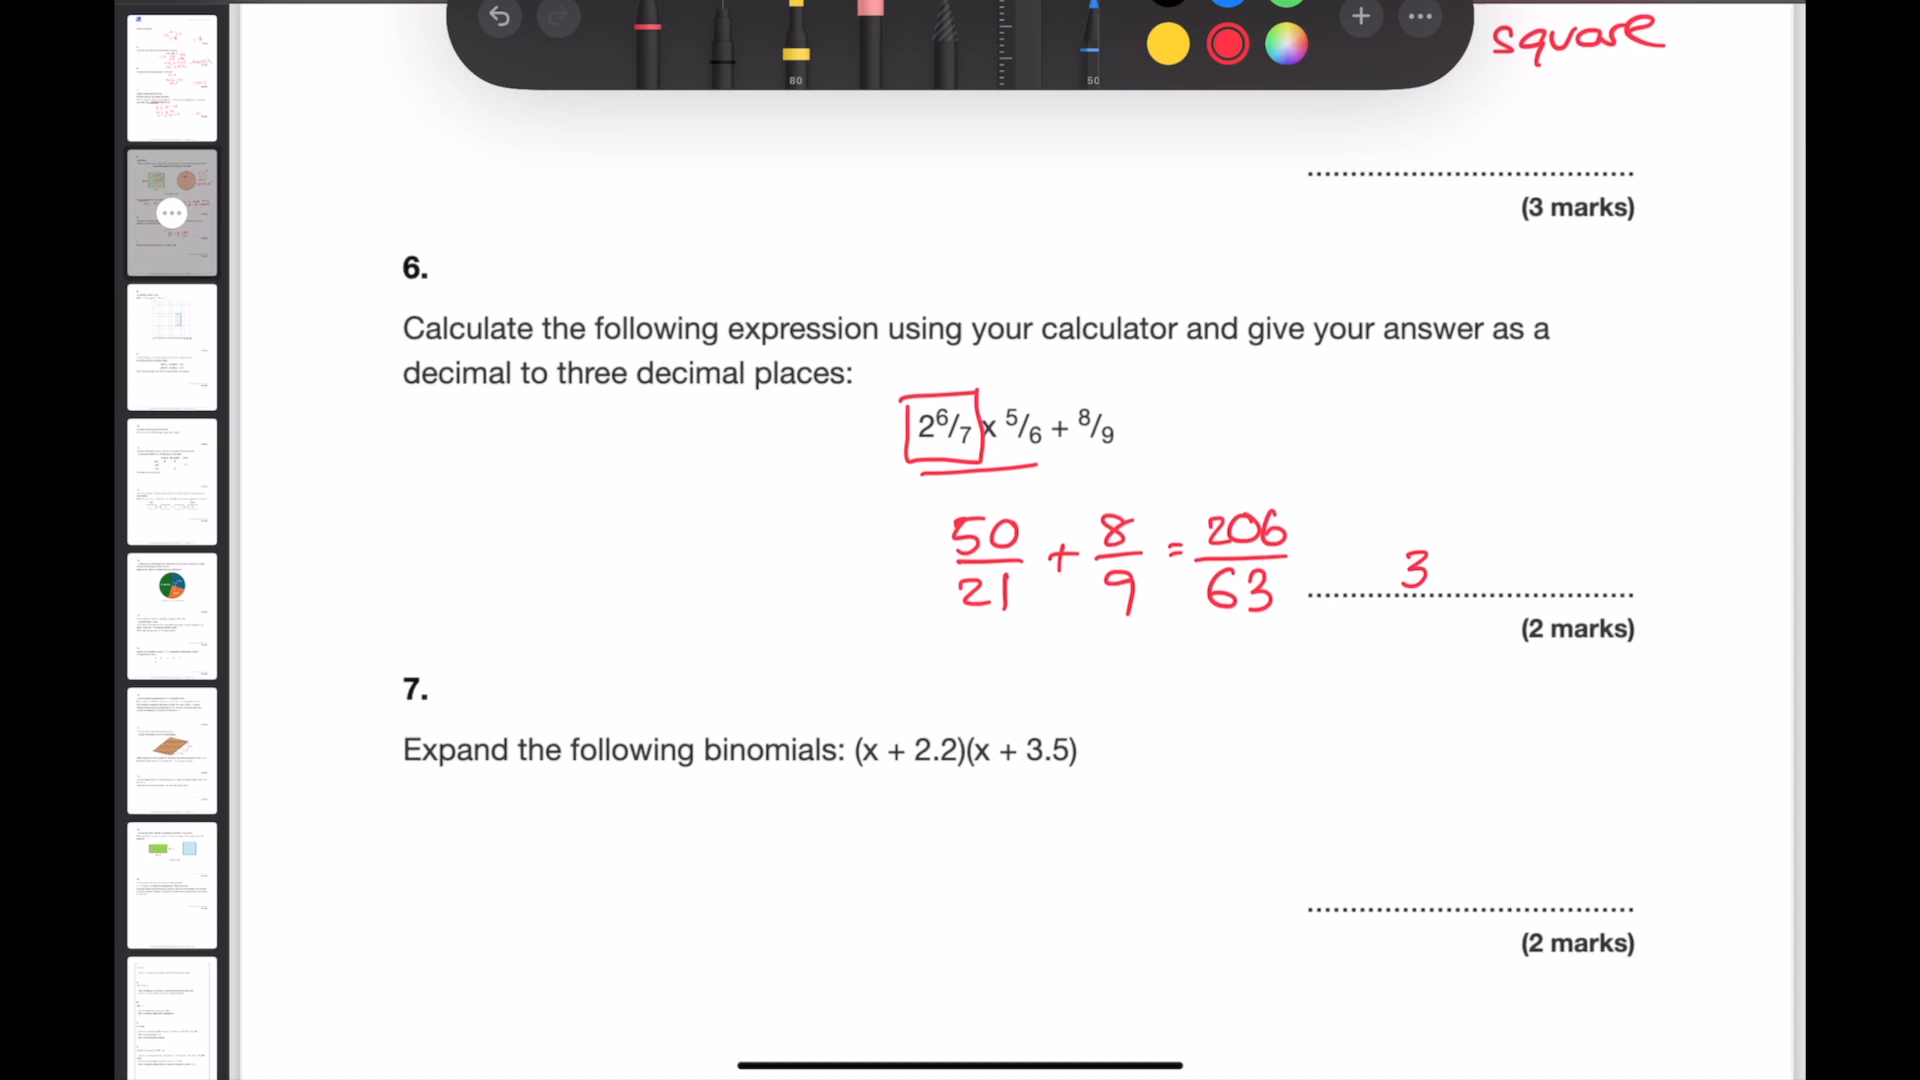 square
80
50
(3 marks)
6.
Calculate the following expression using your calculator and give your answer as a
decimal to three decimal places:
2⁶/₇ x ⁵/₆ + ⁸/₉
50/21 + 8/9 = 206/63
3
(2 marks)
7.
Expand the following binomials: (x + 2.2)(x + 3.5)
(2 marks)